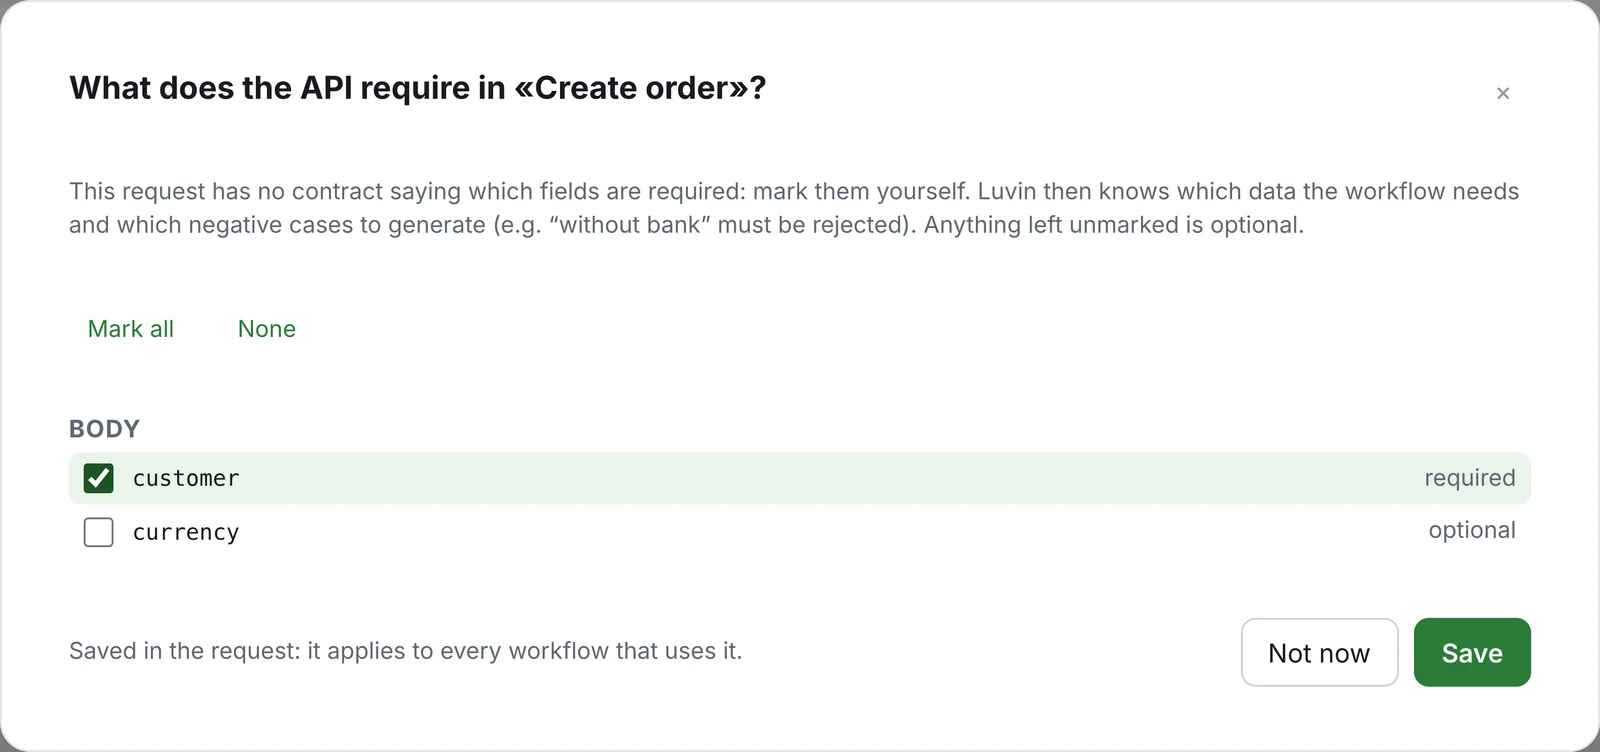 What does the API require in «Create order»?
×
This request has no contract saying which fields are required: mark them yourself. Luvin then knows which data the workflow needs
and which negative cases to generate (e.g. “without bank” must be rejected). Anything left unmarked is optional.
Mark all None
BODY
customer required
currency optional
Saved in the request: it applies to every workflow that uses it. Not now Save